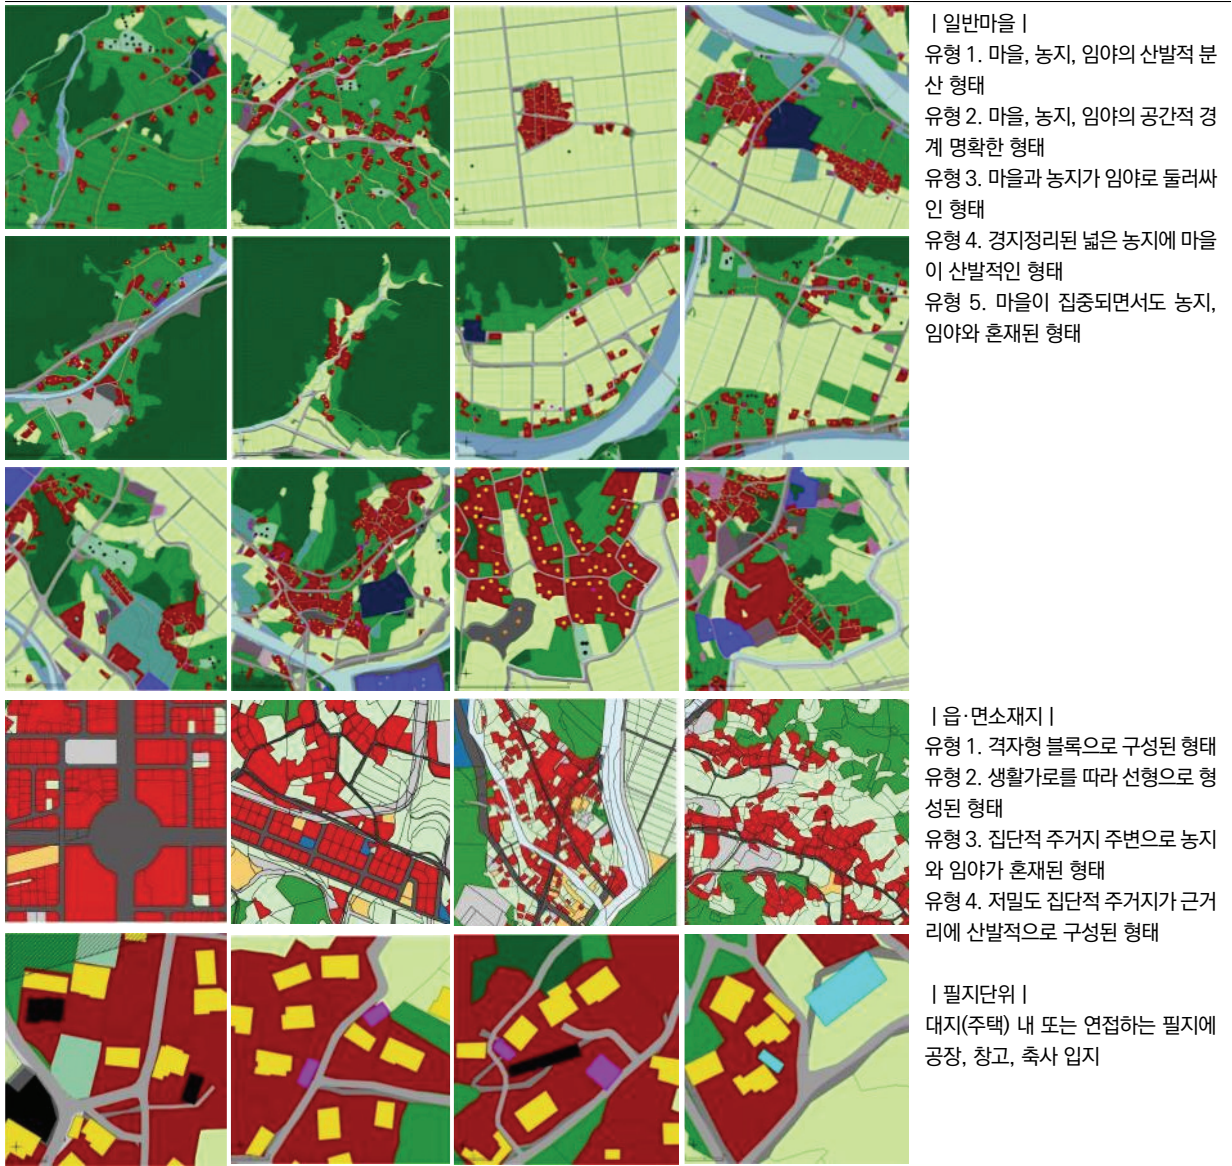 | 일반마을 |
유형 1. 마을, 농지, 임야의 산발적 분
산 형태
유형 2. 마을, 농지, 임야의 공간적 경
계 명확한 형태
유형 3. 마을과 농지가 임야로 둘러싸
인 형태
유형 4. 경지정리된 넓은 농지에 마을
이 산발적인 형태
유형 5. 마을이 집중되면서도 농지,
임야와 혼재된 형태
| 읍·면소재지 |
유형 1. 격자형 블록으로 구성된 형태
유형 2. 생활가로를 따라 선형으로 형
성된 형태
유형 3. 집단적 주거지 주변으로 농지
와 임야가 혼재된 형태
유형 4. 저밀도 집단적 주거지가 근거
리에 산발적으로 구성된 형태
| 필지단위 |
대지(주택) 내 또는 연접하는 필지에
공장, 창고, 축사 입지